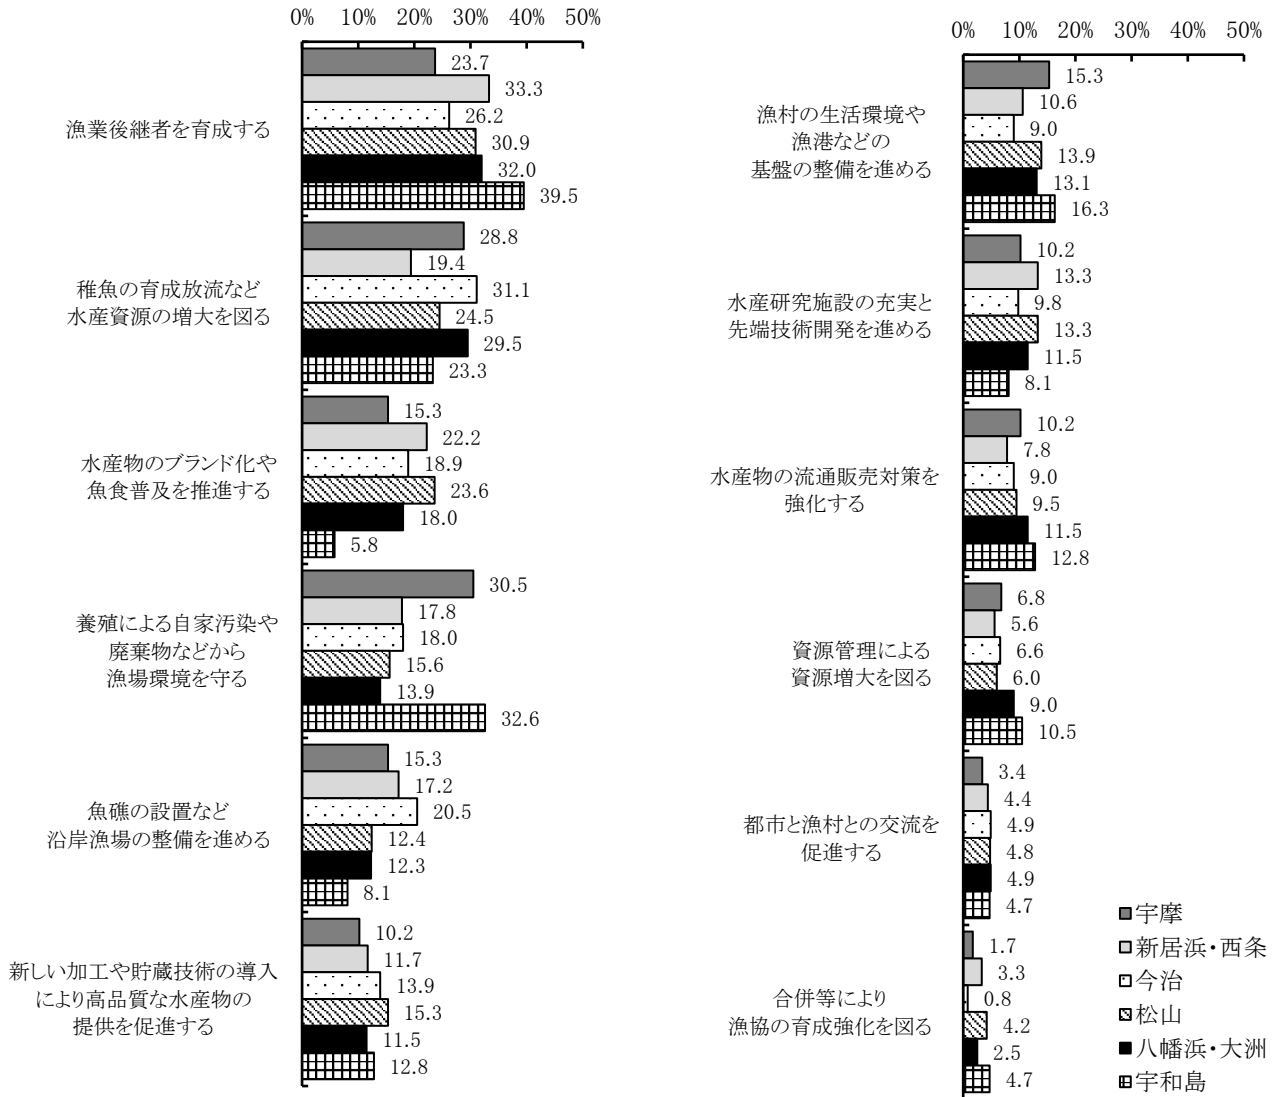 0% 10% 20% 30% 40% 50%
漁業後継者を育成する
23.7
33.3
26.2
30.9
32.0
39.5
稚魚の育成放流など
水産資源の増大を図る
28.8
19.4
31.1
24.5
29.5
23.3
水産物のブランド化や
魚食普及を推進する
15.3
22.2
18.9
23.6
18.0
5.8
養殖による自家汚染や
廃棄物などから
漁場環境を守る
30.5
17.8
18.0
15.6
13.9
32.6
魚礁の設置など
沿岸漁場の整備を進める
15.3
17.2
20.5
12.4
12.3
8.1
新しい加工や貯蔵技術の導入
により高品質な水産物の
提供を促進する
10.2
11.7
13.9
15.3
11.5
12.8
0% 10% 20% 30% 40% 50%
漁村の生活環境や
漁港などの
基盤の整備を進める
15.3
10.6
9.0
13.9
13.1
16.3
水産研究施設の充実と
先端技術開発を進める
10.2
13.3
9.8
13.3
11.5
8.1
水産物の流通販売対策を
強化する
10.2
7.8
9.0
9.5
11.5
12.8
資源管理による
資源増大を図る
6.8
5.6
6.6
6.0
9.0
10.5
都市と漁村との交流を
促進する
3.4
4.4
4.9
4.8
4.9
4.7
合併等により
漁協の育成強化を図る
1.7
3.3
0.8
4.2
2.5
4.7
宇摩
新居浜・西条
今治
松山
八幡浜・大洲
宇和島